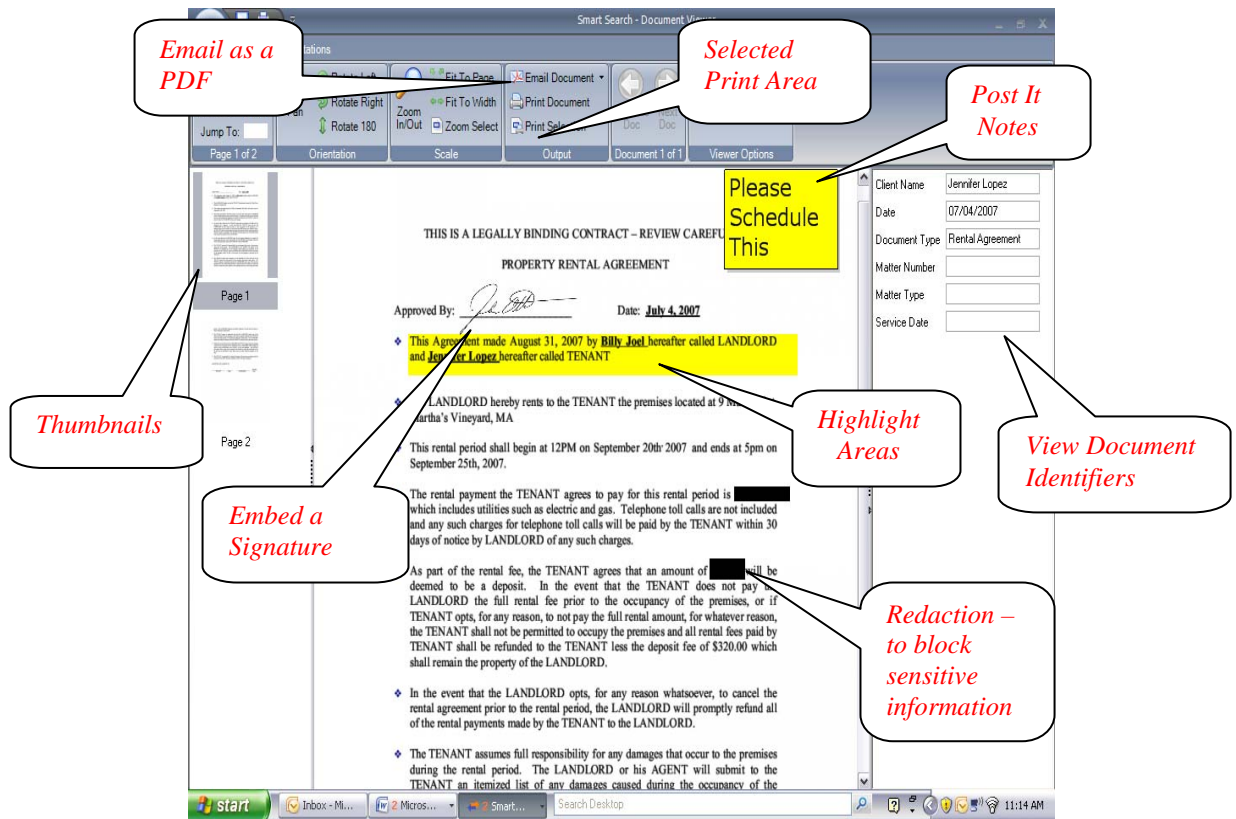 Smart Search - Document Viewer
Email as a
PDF
Selected
Print Area
Post It
Notes
Rotate Left
Rotate Right
Rotate 180
Jump To:
Page 1 of 2
Orientation
Zoom
In/Out
Fit To Page
Fit To Width
Zoom Select
Scale
Email Document
Print Document
Print Selection
Output
Doc
Next
Doc
Document 1 of 1
Viewer Options
Page 1
Page 2
Please
Schedule
This
THIS IS A LEGALLY BINDING CONTRACT – REVIEW CAREFU
PROPERTY RENTAL AGREEMENT
Approved By:
Date: July 4, 2007
This Agreement made August 31, 2007 by Billy Joel hereafter called LANDLORD
and Jennifer Lopez hereafter called TENANT
LANDLORD hereby rents to the TENANT the premises located at 9
artha's Vineyard, MA
This rental period shall begin at 12PM on September 20th 2007 and ends at 5pm on
September 25th, 2007.
The rental payment the TENANT agrees to pay for this rental period is
which includes utilities such as electric and gas. Telephone toll calls are not included
and any such charges for telephone toll calls will be paid by the TENANT within 30
days of notice by LANDLORD of any such charges.
As part of the rental fee, the TENANT agrees that an amount of will be
deemed to be a deposit. In the event that the TENANT does not pay
LANDLORD the full rental fee prior to the occupancy of the premises, or if
TENANT opts, for any reason, to not pay the full rental amount, for whatever reason,
the TENANT shall not be permitted to occupy the premises and all rental fees paid by
TENANT shall be refunded to the TENANT less the deposit fee of $320.00 which
shall remain the property of the LANDLORD.
In the event that the LANDLORD opts, for any reason whatsoever, to cancel the
rental agreement prior to the rental period, the LANDLORD will promptly refund all
of the rental payments made by the TENANT to the LANDLORD.
The TENANT assumes full responsibility for any damages that occur to the premises
during the rental period. The LANDLORD or his AGENT will submit to the
TENANT an itemized list of any damages caused during the occupancy of the
Client Name Jennifer Lopez
Date 07/04/2007
Document Type Rental Agreement
Matter Number
Matter Type
Service Date
Thumbnails
Embed a
Signature
Highlight
Areas
View Document
Identifiers
Redaction –
to block
sensitive
information
start
Inbox - Mi...
2 Micros...
2 Smart...
Search Desktop
11:14 AM